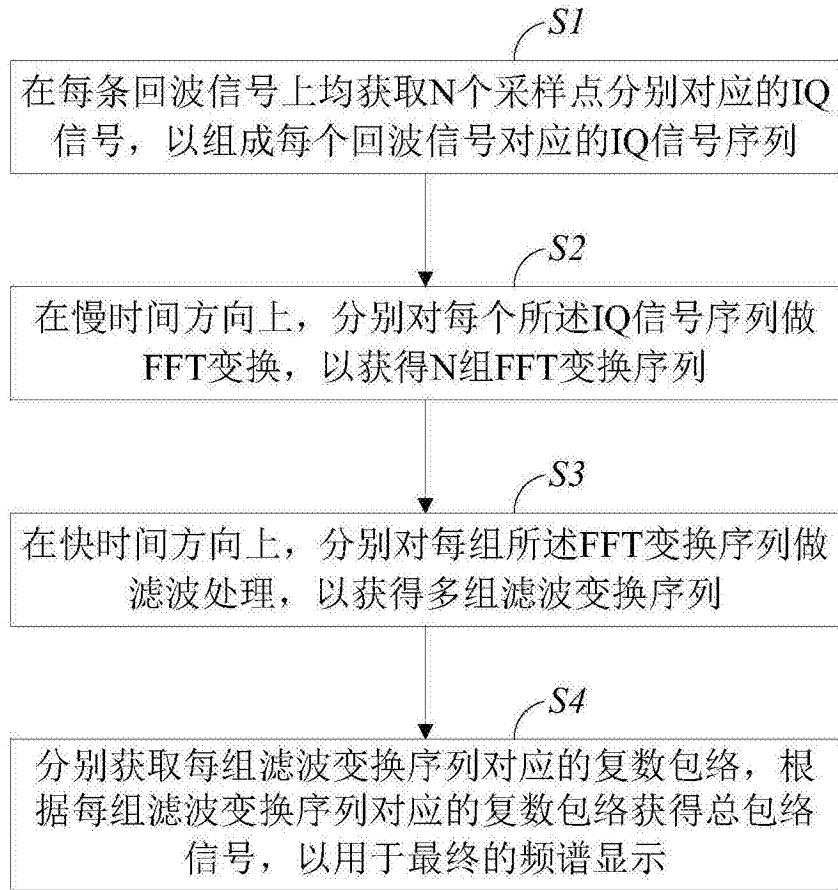 S1
在每条回波信号上均获取N个采样点分别对应的IQ
信号，以组成每个回波信号对应的IQ信号序列
S2
在慢时间方向上，分别对每个所述IQ信号序列做
FFT变换，以获得N组FFT变换序列
S3
在快时间方向上，分别对每组所述FFT变换序列做
滤波处理，以获得多组滤波变换序列
S4
分别获取每组滤波变换序列对应的复数包络，根
据每组滤波变换序列对应的复数包络获得总包络
信号，以用于最终的频谱显示